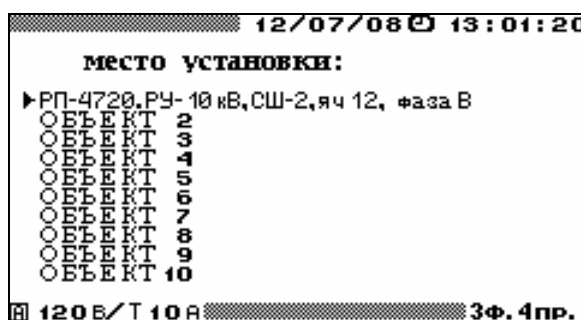 12/07/08 13:01:20
место установки:
РП-4720.РУ-10 кВ,СШ-2,яч 12, фаза В
ОБЪЕКТ 2
ОБЪЕКТ 3
ОБЪЕКТ 4
ОБЪЕКТ 5
ОБЪЕКТ 6
ОБЪЕКТ 7
ОБЪЕКТ 8
ОБЪЕКТ 9
ОБЪЕКТ 10
A 120 В/Т 10 А 3Ф.4пр.